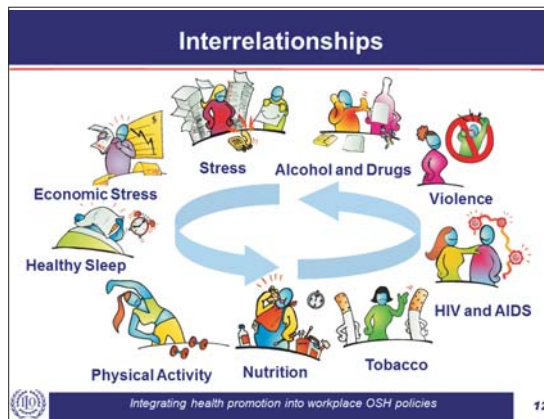 Interrelationships
Stress
Alcohol and Drugs
Economic Stress
Violence
Healthy Sleep
HIV and AIDS
Physical Activity
Nutrition
Tobacco
Integrating health promotion into workplace OSH policies